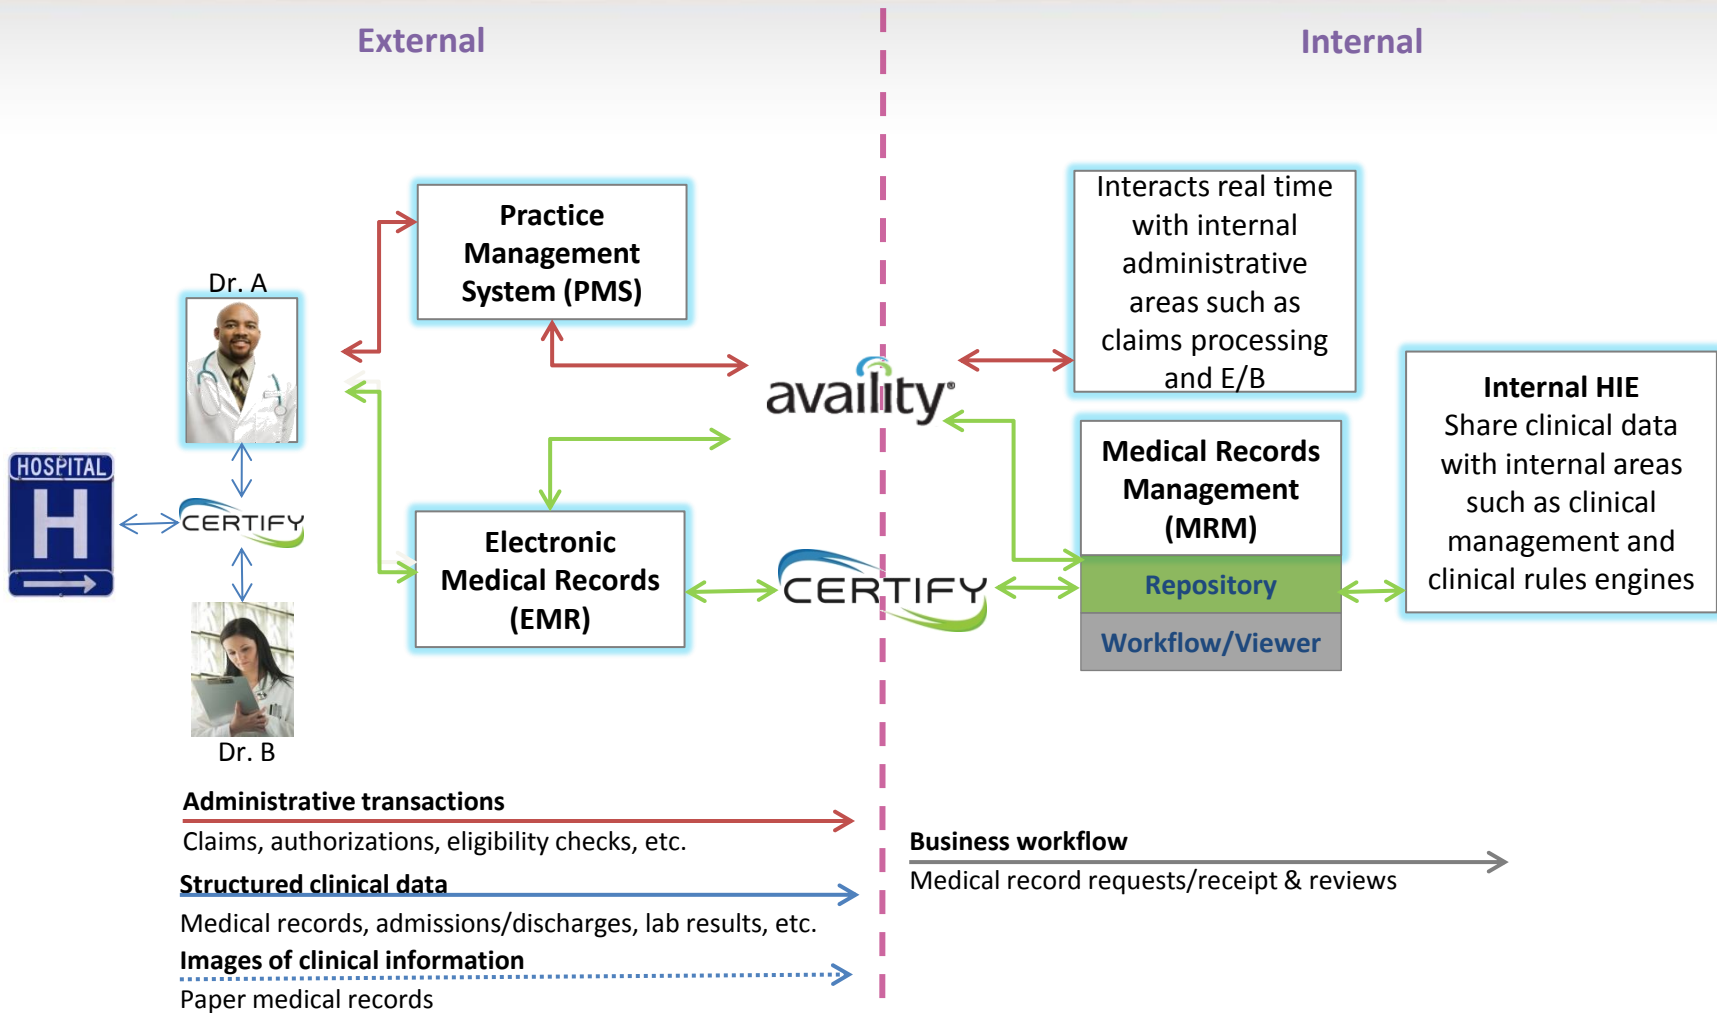 External
Internal
Practice
Management
System (PMS)
Interacts real time
with internal
administrative
areas such as
claims processing
and E/B
Dr. A
availity®
Internal HIE
Share clinical data
with internal areas
such as clinical
management and
clinical rules engines
Medical Records
Management
(MRM)
Repository
Workflow/Viewer
HOSPITAL
H
CERTIFY
Electronic
Medical Records
(EMR)
CERTIFY
Dr. B
Administrative transactions
Claims, authorizations, eligibility checks, etc.
Structured clinical data
Medical records, admissions/discharges, lab results, etc.
Images of clinical information
Paper medical records
Business workflow
Medical record requests/receipt & reviews